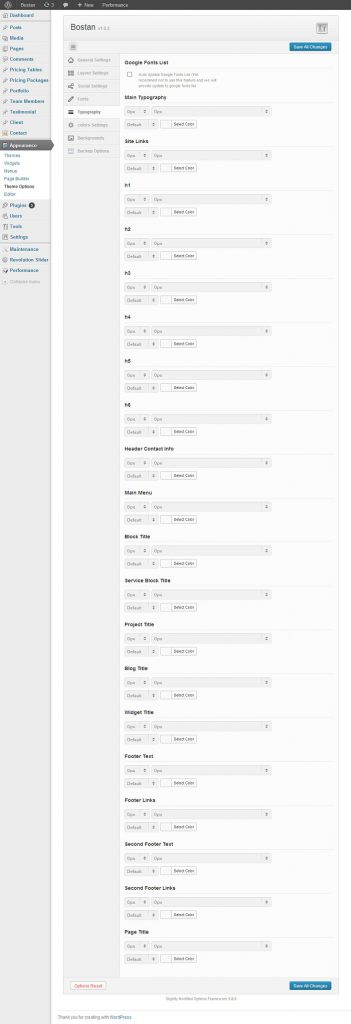 Bostan
3
New
Performance
Dashboard
Posts
Media
Pages
Comments
Pricing Tables
Pricing Packages
Portfolio
Team Members
Testimonial
Client
Contact
Appearance
Themes
Widgets
Menus
Page Builder
Theme Options
Editor
Plugins
Users
Tools
Settings
Maintenance
Revolution Slider
Performance
Collapse menu
Bostan
Save All Changes
General Settings
Layout Settings
Social Settings
Fonts
Typography
colors Settings
Backgrounds
Backup Options
Google Fonts List
Auto Update Google Fonts List (We
recommend not to use this feature and we will
provide update to google fonts list
Main Typography
0px 0px
Default Select Color
Site Links
0px 0px
Default Select Color
h1
0px 0px
Default Select Color
h2
0px 0px
Default Select Color
h3
0px 0px
Default Select Color
h4
0px 0px
Default Select Color
h5
0px 0px
Default Select Color
h6
0px 0px
Default Select Color
Header Contact Info
0px 0px
Default Select Color
Main Menu
0px 0px
Default Select Color
Block Title
0px 0px
Default Select Color
Service Block Title
0px 0px
Default Select Color
Project Title
0px 0px
Default Select Color
Blog Title
0px 0px
Default Select Color
Widget Title
0px 0px
Default Select Color
Footer Text
0px 0px
Default Select Color
Footer Links
0px 0px
Default Select Color
Second Footer Text
0px 0px
Default Select Color
Second Footer Links
0px 0px
Default Select Color
Page Title
0px 0px
Default Select Color
Options Reset
Save All Changes
Slightly Modified Options Framework
Thank you for creating with WordPress.